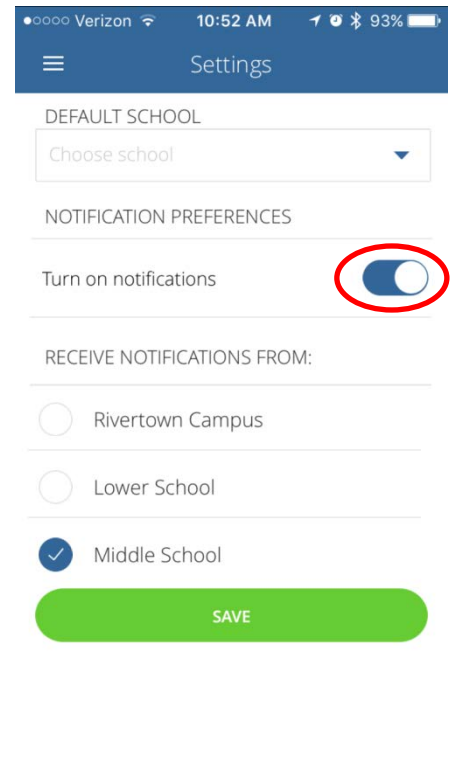 Verizon 10:52 AM 93%
Settings
DEFAULT SCHOOL
Choose school
NOTIFICATION PREFERENCES
Turn on notifications
RECEIVE NOTIFICATIONS FROM:
Rivertown Campus
Lower School
Middle School
SAVE